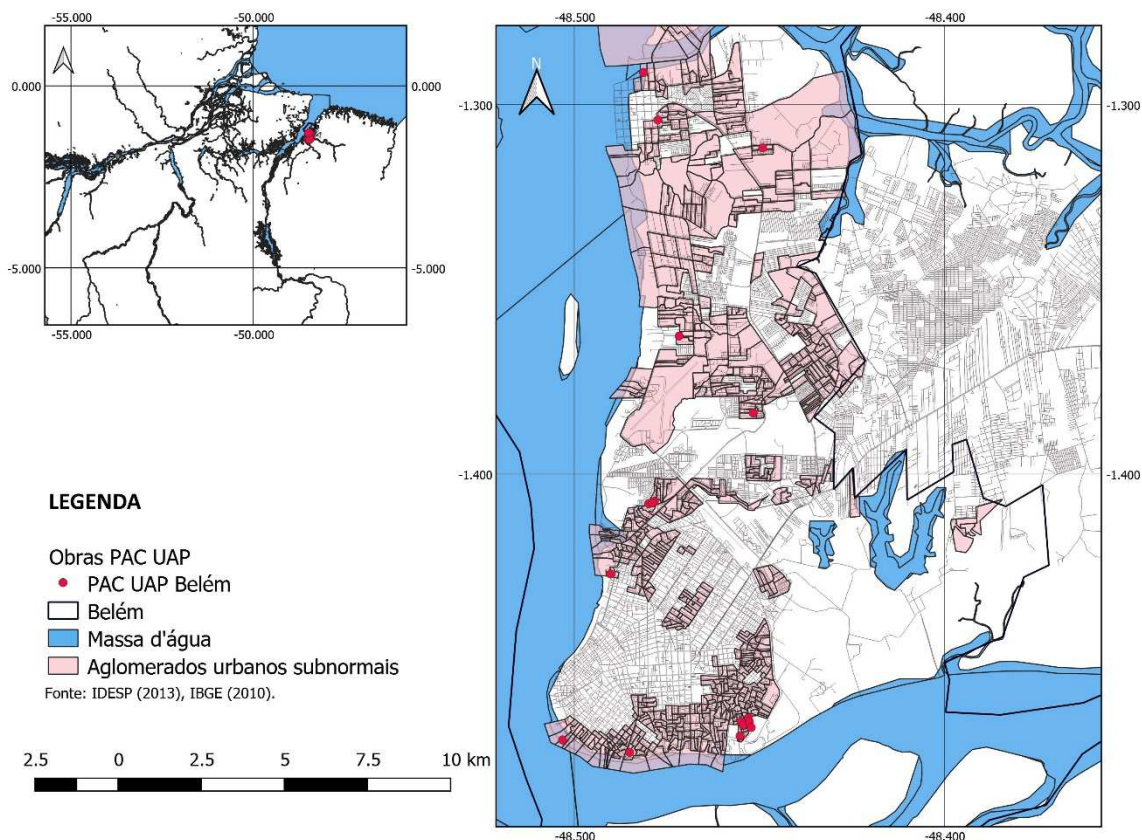 -55.000 -50.000
0.000 0.000
-5.000 -5.000
-55.000 -50.000
-48.500 -48.400
N
-1.300 -1.300
-1.400 -1.400
-48.500 -48.400
LEGENDA
Obras PAC UAP
PAC UAP Belém
Belém
Massa d'água
Aglomerados urbanos subnormais
Fonte: IDESP (2013), IBGE (2010).
2.5 0 2.5 5 7.5 10 km